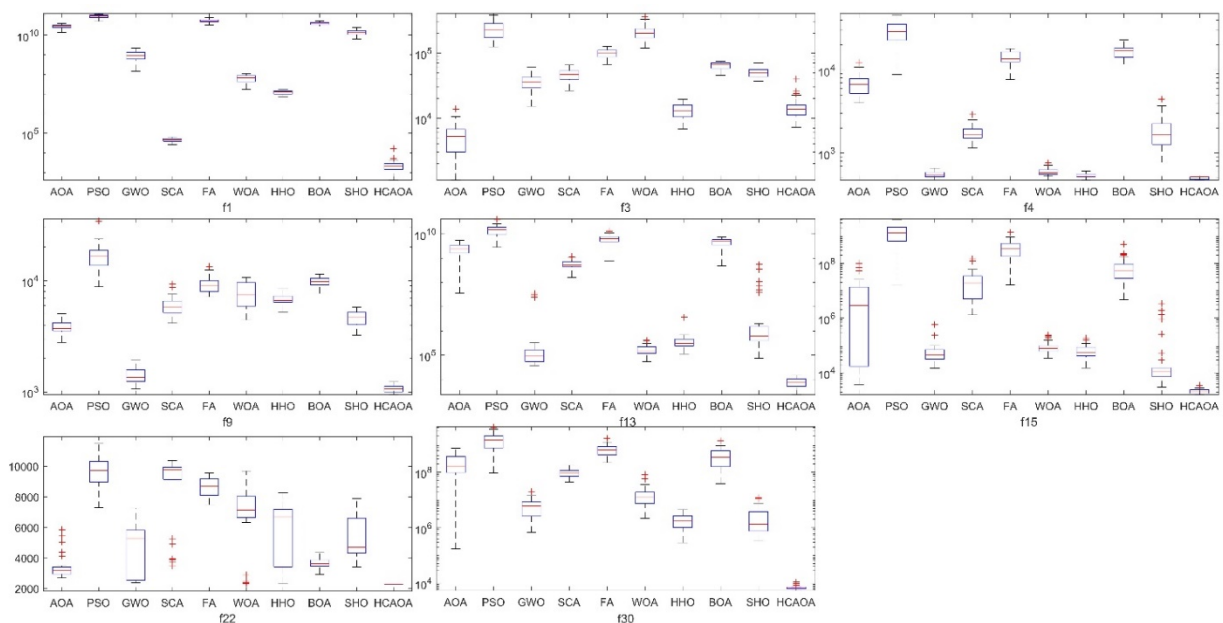 10^10
10^5
AOA PSO GWO SCA FA WOA HHO BOA SHO HCAOA
f1
10^5
10^4
AOA PSO GWO SCA FA WOA HHO BOA SHO HCAOA
f3
10^4
10^3
AOA PSO GWO SCA FA WOA HHO BOA SHO HCAOA
f4
10^4
10^3
AOA PSO GWO SCA FA WOA HHO BOA SHO HCAOA
f9
10^10
10^5
AOA PSO GWO SCA FA WOA HHO BOA SHO HCAOA
f13
10^8
10^6
10^4
AOA PSO GWO SCA FA WOA HHO BOA SHO HCAOA
f15
10000
8000
6000
4000
2000
AOA PSO GWO SCA FA WOA HHO BOA SHO HCAOA
f22
10^8
10^6
10^4
AOA PSO GWO SCA FA WOA HHO BOA SHO HCAOA
f30